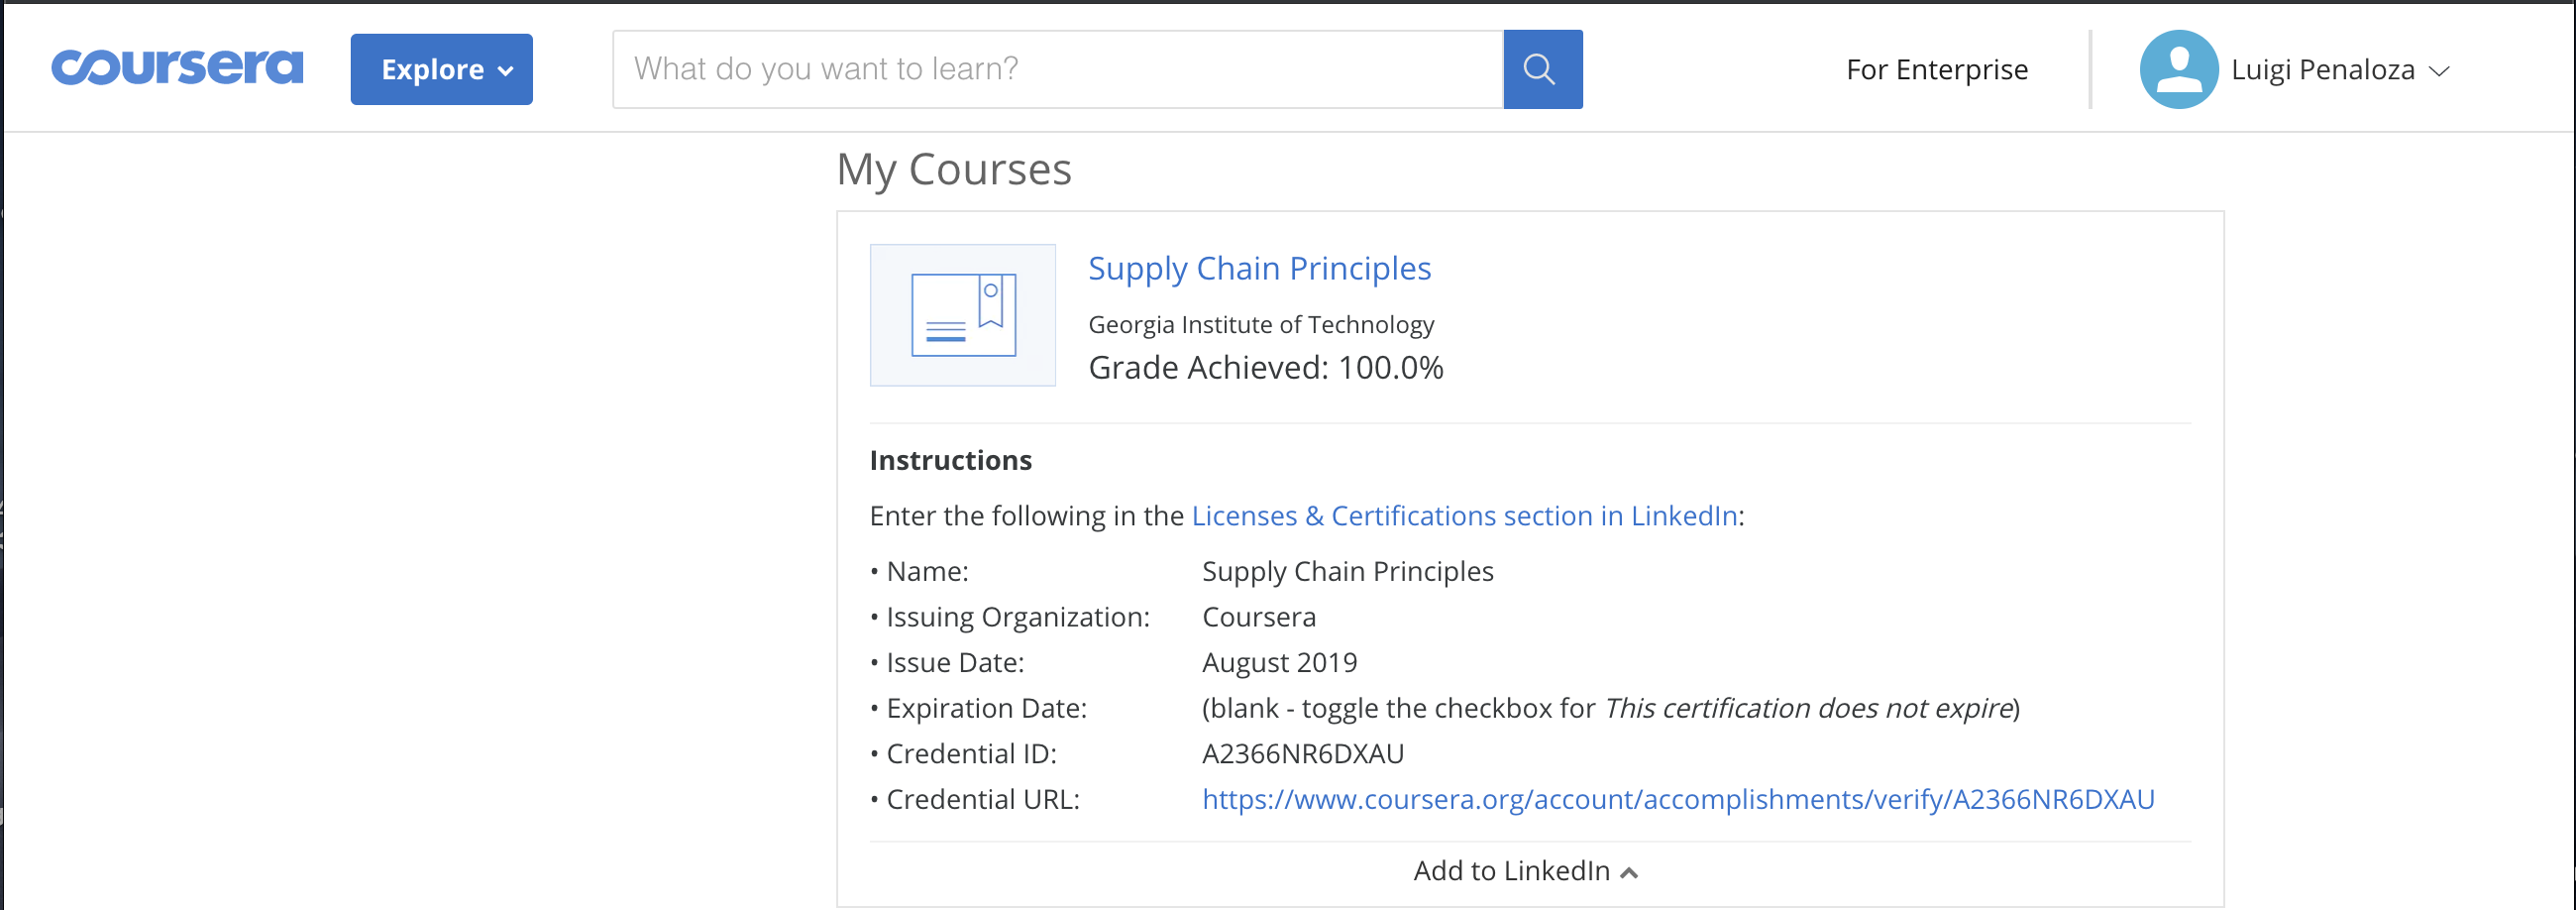 coursera Explore What do you want to learn? For Enterprise Luigi Penaloza
My Courses
Supply Chain Principles
Georgia Institute of Technology
Grade Achieved: 100.0%
Instructions
Enter the following in the Licenses & Certifications section in LinkedIn:
• Name: Supply Chain Principles
• Issuing Organization: Coursera
• Issue Date: August 2019
• Expiration Date: (blank - toggle the checkbox for This certification does not expire)
• Credential ID: A2366NR6DXAU
• Credential URL: https://www.coursera.org/account/accomplishments/verify/A2366NR6DXAU
Add to LinkedIn